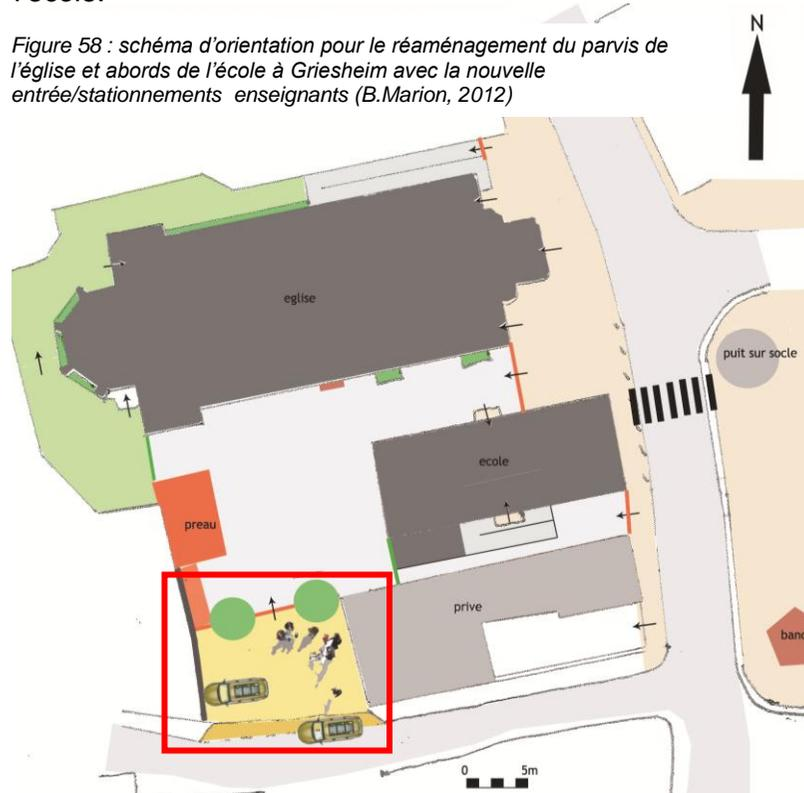 l'école.
Figure 58 : schéma d'orientation pour le réaménagement du parvis de
l'église et abords de l'école à Griesheim avec la nouvelle
entrée/stationnements enseignants (B.Marion, 2012)
N
eglise
puit sur socle
ecole
preau
prive
banc
0 5m